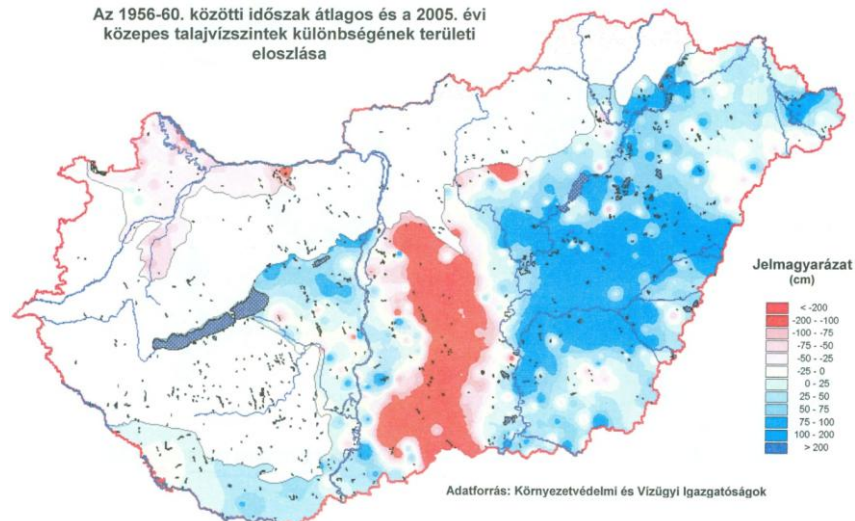 Az 1956-60. közötti időszak átlagos és a 2005. évi
közepes talajvízszintek különbségének területi
eloszlása
Jelmagyarázat
(cm)
< -200
-200 - -100
-100 - -75
-75 - -50
-50 - -25
-25 - 0
0 - 25
25 - 50
50 - 75
75 - 100
100 - 200
> 200
Adatforrás: Környezetvédelmi és Vízügyi Igazgatóságok